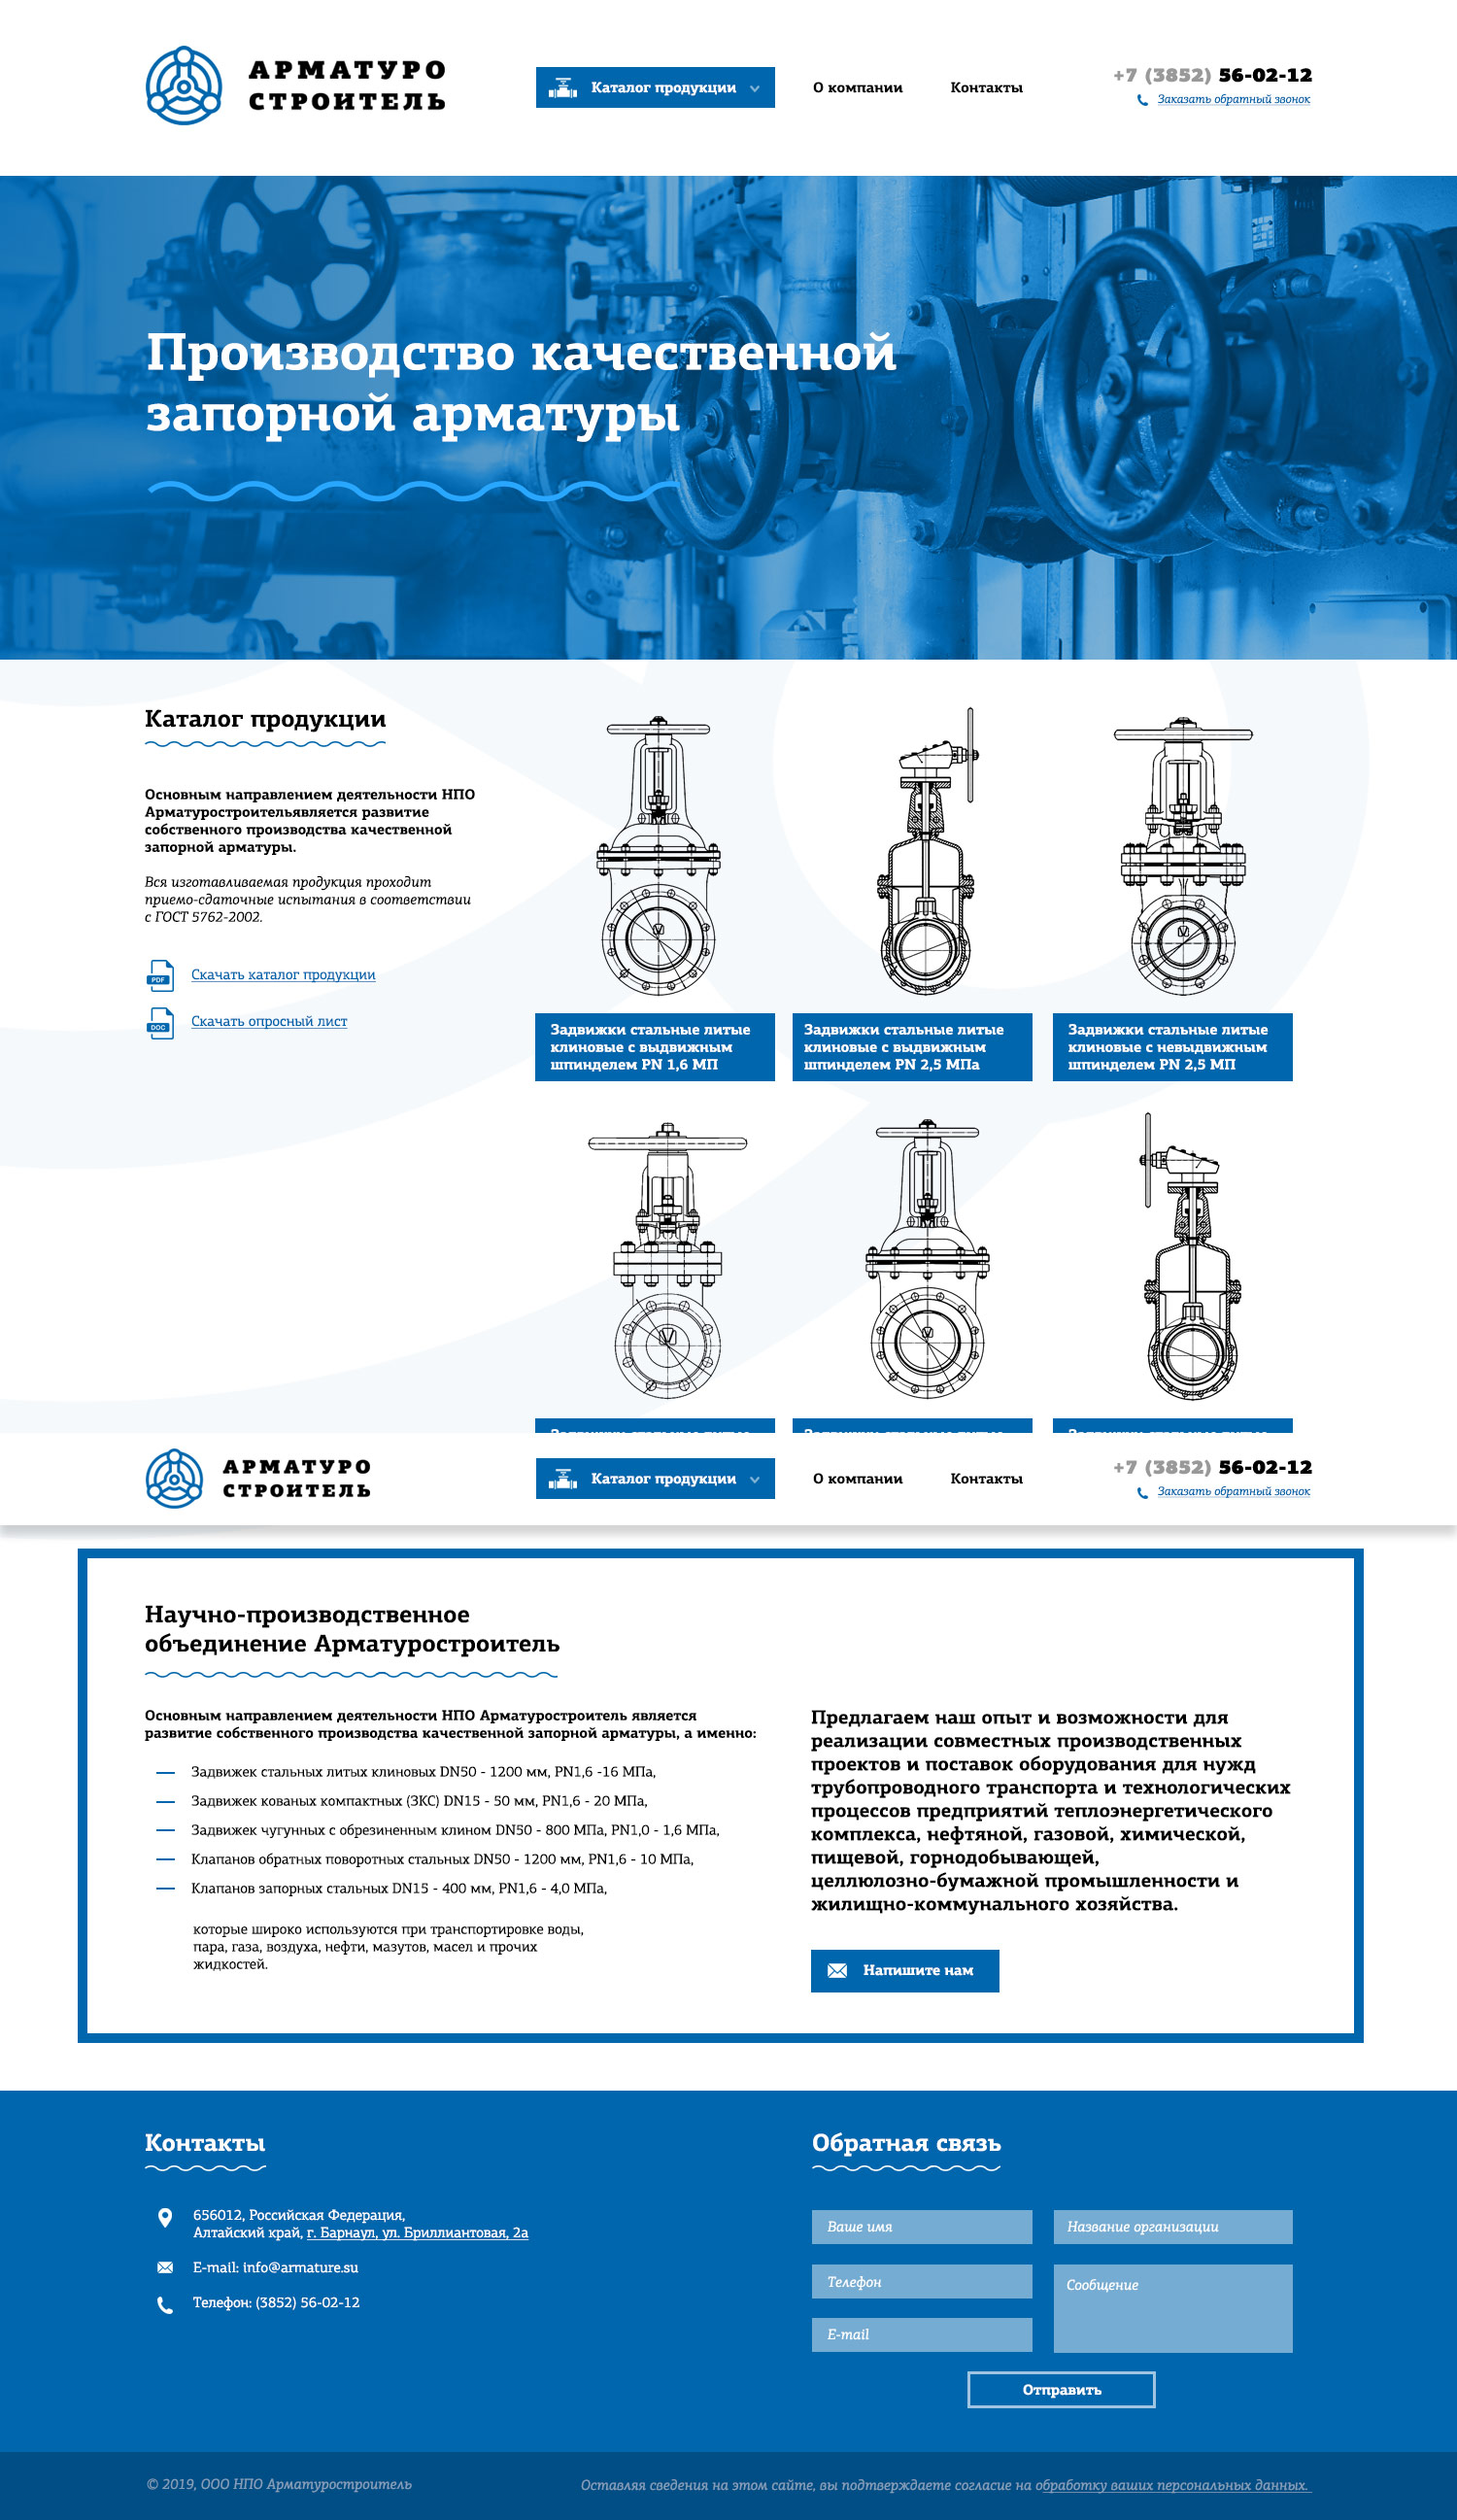 АРМАТУРО
СТРОИТЕЛЬ
Каталог продукции
О компании
Контакты
+7 (3852) 56-02-12
Заказать обратный звонок
Производство качественной
запорной арматуры
Каталог продукции
Основным направлением деятельности НПО
Арматуростроительявляется развитие
собственного производства качественной
запорной арматуры.
Вся изготавливаемая продукция проходит
приемо-сдаточные испытания в соответствии
с ГОСТ 5762-2002.
PDF
Скачать каталог продукции
DOC
Скачать опросный лист
Задвижки стальные литые
клиновые с выдвижным
шпинделем PN 1,6 МП
Задвижки стальные литые
клиновые с выдвижным
шпинделем PN 2,5 МПа
Задвижки стальные литые
клиновые с невыдвижным
шпинделем PN 2,5 МП
Задвижки стальные литые
Задвижки стальные литые
Задвижки стальные литые
АРМАТУРО
СТРОИТЕЛЬ
Каталог продукции
О компании
Контакты
+7 (3852) 56-02-12
Заказать обратный звонок
Научно-производственное
объединение Арматуростроитель
Основным направлением деятельности НПО Арматуростроитель является
развитие собственного производства качественной запорной арматуры, а именно:
Задвижек стальных литых клиновых DN50 - 1200 мм, PN1,6 -16 МПа,
Задвижек кованых компактных (ЗКС) DN15 - 50 мм, PN1,6 - 20 МПа,
Задвижек чугунных с обрезиненным клином DN50 - 800 МПа, PN1,0 - 1,6 МПа,
Клапанов обратных поворотных стальных DN50 - 1200 мм, PN1,6 - 10 МПа,
Клапанов запорных стальных DN15 - 400 мм, PN1,6 - 4,0 МПа,
которые широко используются при транспортировке воды,
пара, газа, воздуха, нефти, мазутов, масел и прочих
жидкостей.
Предлагаем наш опыт и возможности для
реализации совместных производственных
проектов и поставок оборудования для нужд
трубопроводного транспорта и технологических
процессов предприятий теплоэнергетического
комплекса, нефтяной, газовой, химической,
пищевой, горнодобывающей,
целлюлозно-бумажной промышленности и
жилищно-коммунального хозяйства.
Напишите нам
Контакты
656012, Российская Федерация,
Алтайский край, г. Барнаул, ул. Бриллиантовая, 2а
E-mail: info@armature.su
Телефон: (3852) 56-02-12
Обратная связь
Ваше имя
Название организации
Телефон
Сообщение
E-mail
Отправить
© 2019, ООО НПО Арматуростроитель
Оставляя сведения на этом сайте, вы подтверждаете согласие на обработку ваших персональных данных.